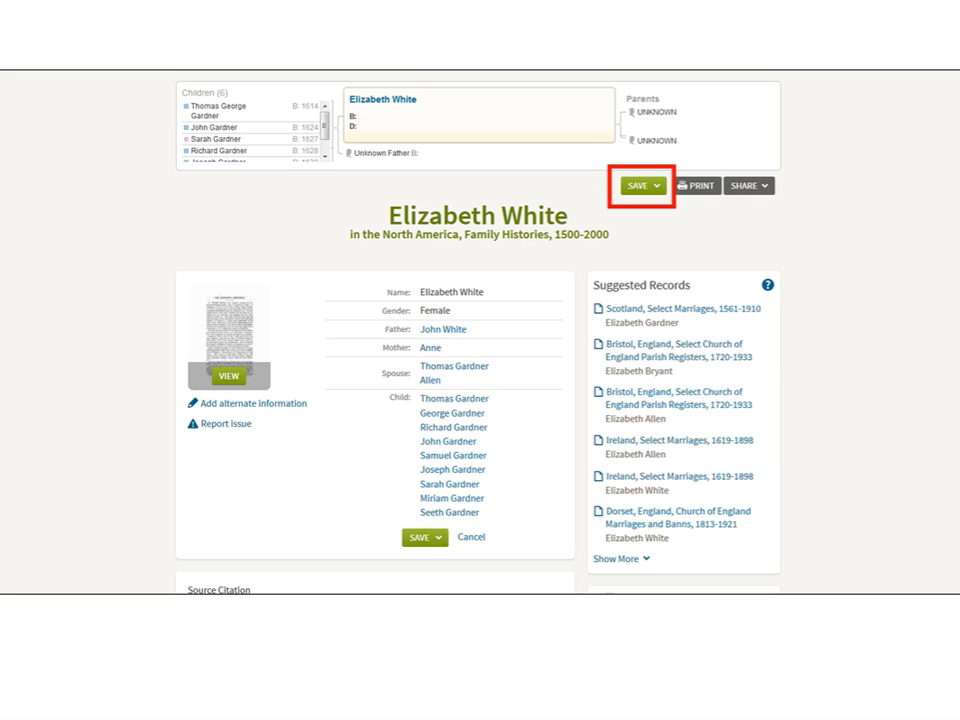 Children (6)
Thomas George Gardner B: 1614
John Gardner B: 1624
Sarah Gardner B: 1627
Richard Gardner B: 1628
Joseph Gardner
Elizabeth White
B:
D:
Unknown Father B:
Parents
UNKNOWN
UNKNOWN
SAVE PRINT SHARE
Elizabeth White
in the North America, Family Histories, 1500-2000
VIEW
Add alternate information
Report issue
Name: Elizabeth White
Gender: Female
Father: John White
Mother: Anne
Spouse: Thomas Gardner
Allen
Child: Thomas Gardner
George Gardner
Richard Gardner
John Gardner
Samuel Gardner
Joseph Gardner
Sarah Gardner
Miriam Gardner
Seeth Gardner
SAVE Cancel
Suggested Records ?
Scotland, Select Marriages, 1561-1910
Elizabeth Gardner
Bristol, England, Select Church of
England Parish Registers, 1720-1933
Elizabeth Bryant
Bristol, England, Select Church of
England Parish Registers, 1720-1933
Elizabeth Allen
Ireland, Select Marriages, 1619-1898
Elizabeth Allen
Ireland, Select Marriages, 1619-1898
Elizabeth White
Dorset, England, Church of England
Marriages and Banns, 1813-1921
Elizabeth White
Show More
Source Citation